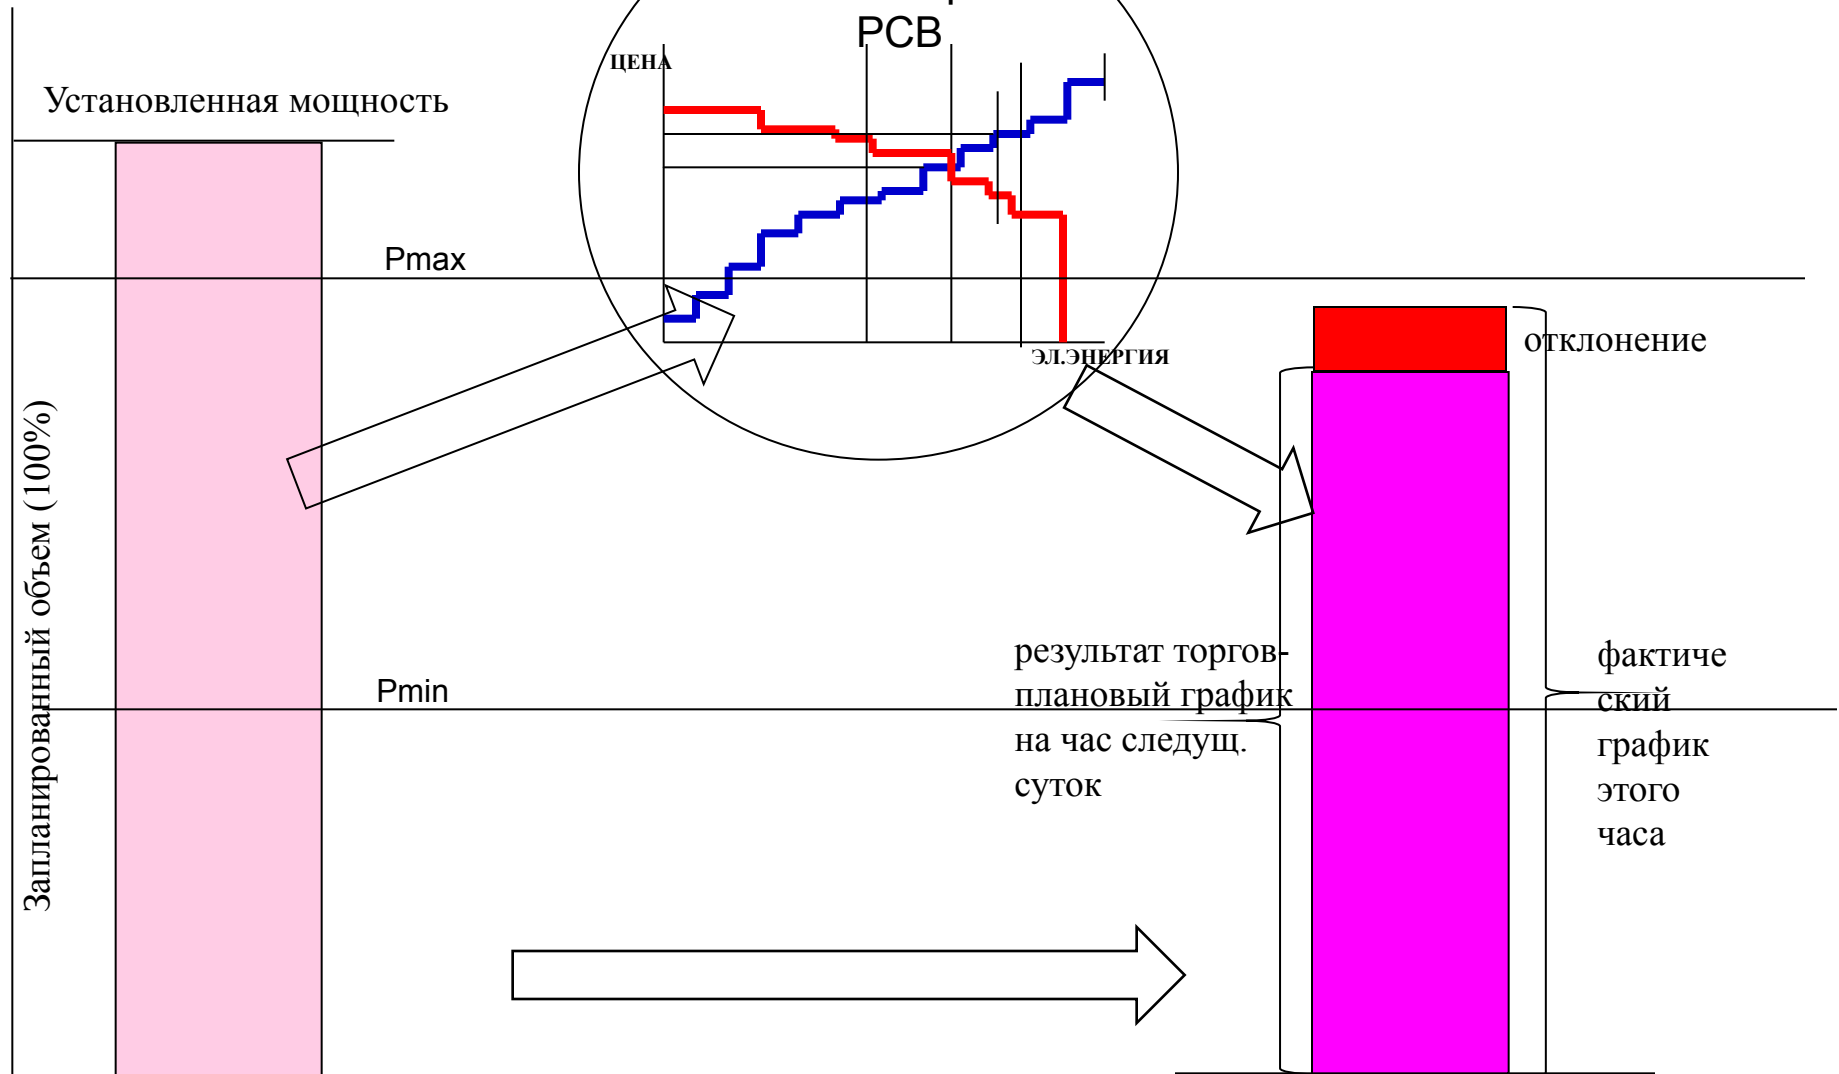 РСВ
ЦЕНА
Установленная мощность
Pmax
ЭЛ.ЭНЕРГИЯ
отклонение
Запланированный объем (100%)
Pmin
результат торгов-
плановый график
на час следущ.
суток
фактиче
ский
график
этого
часа